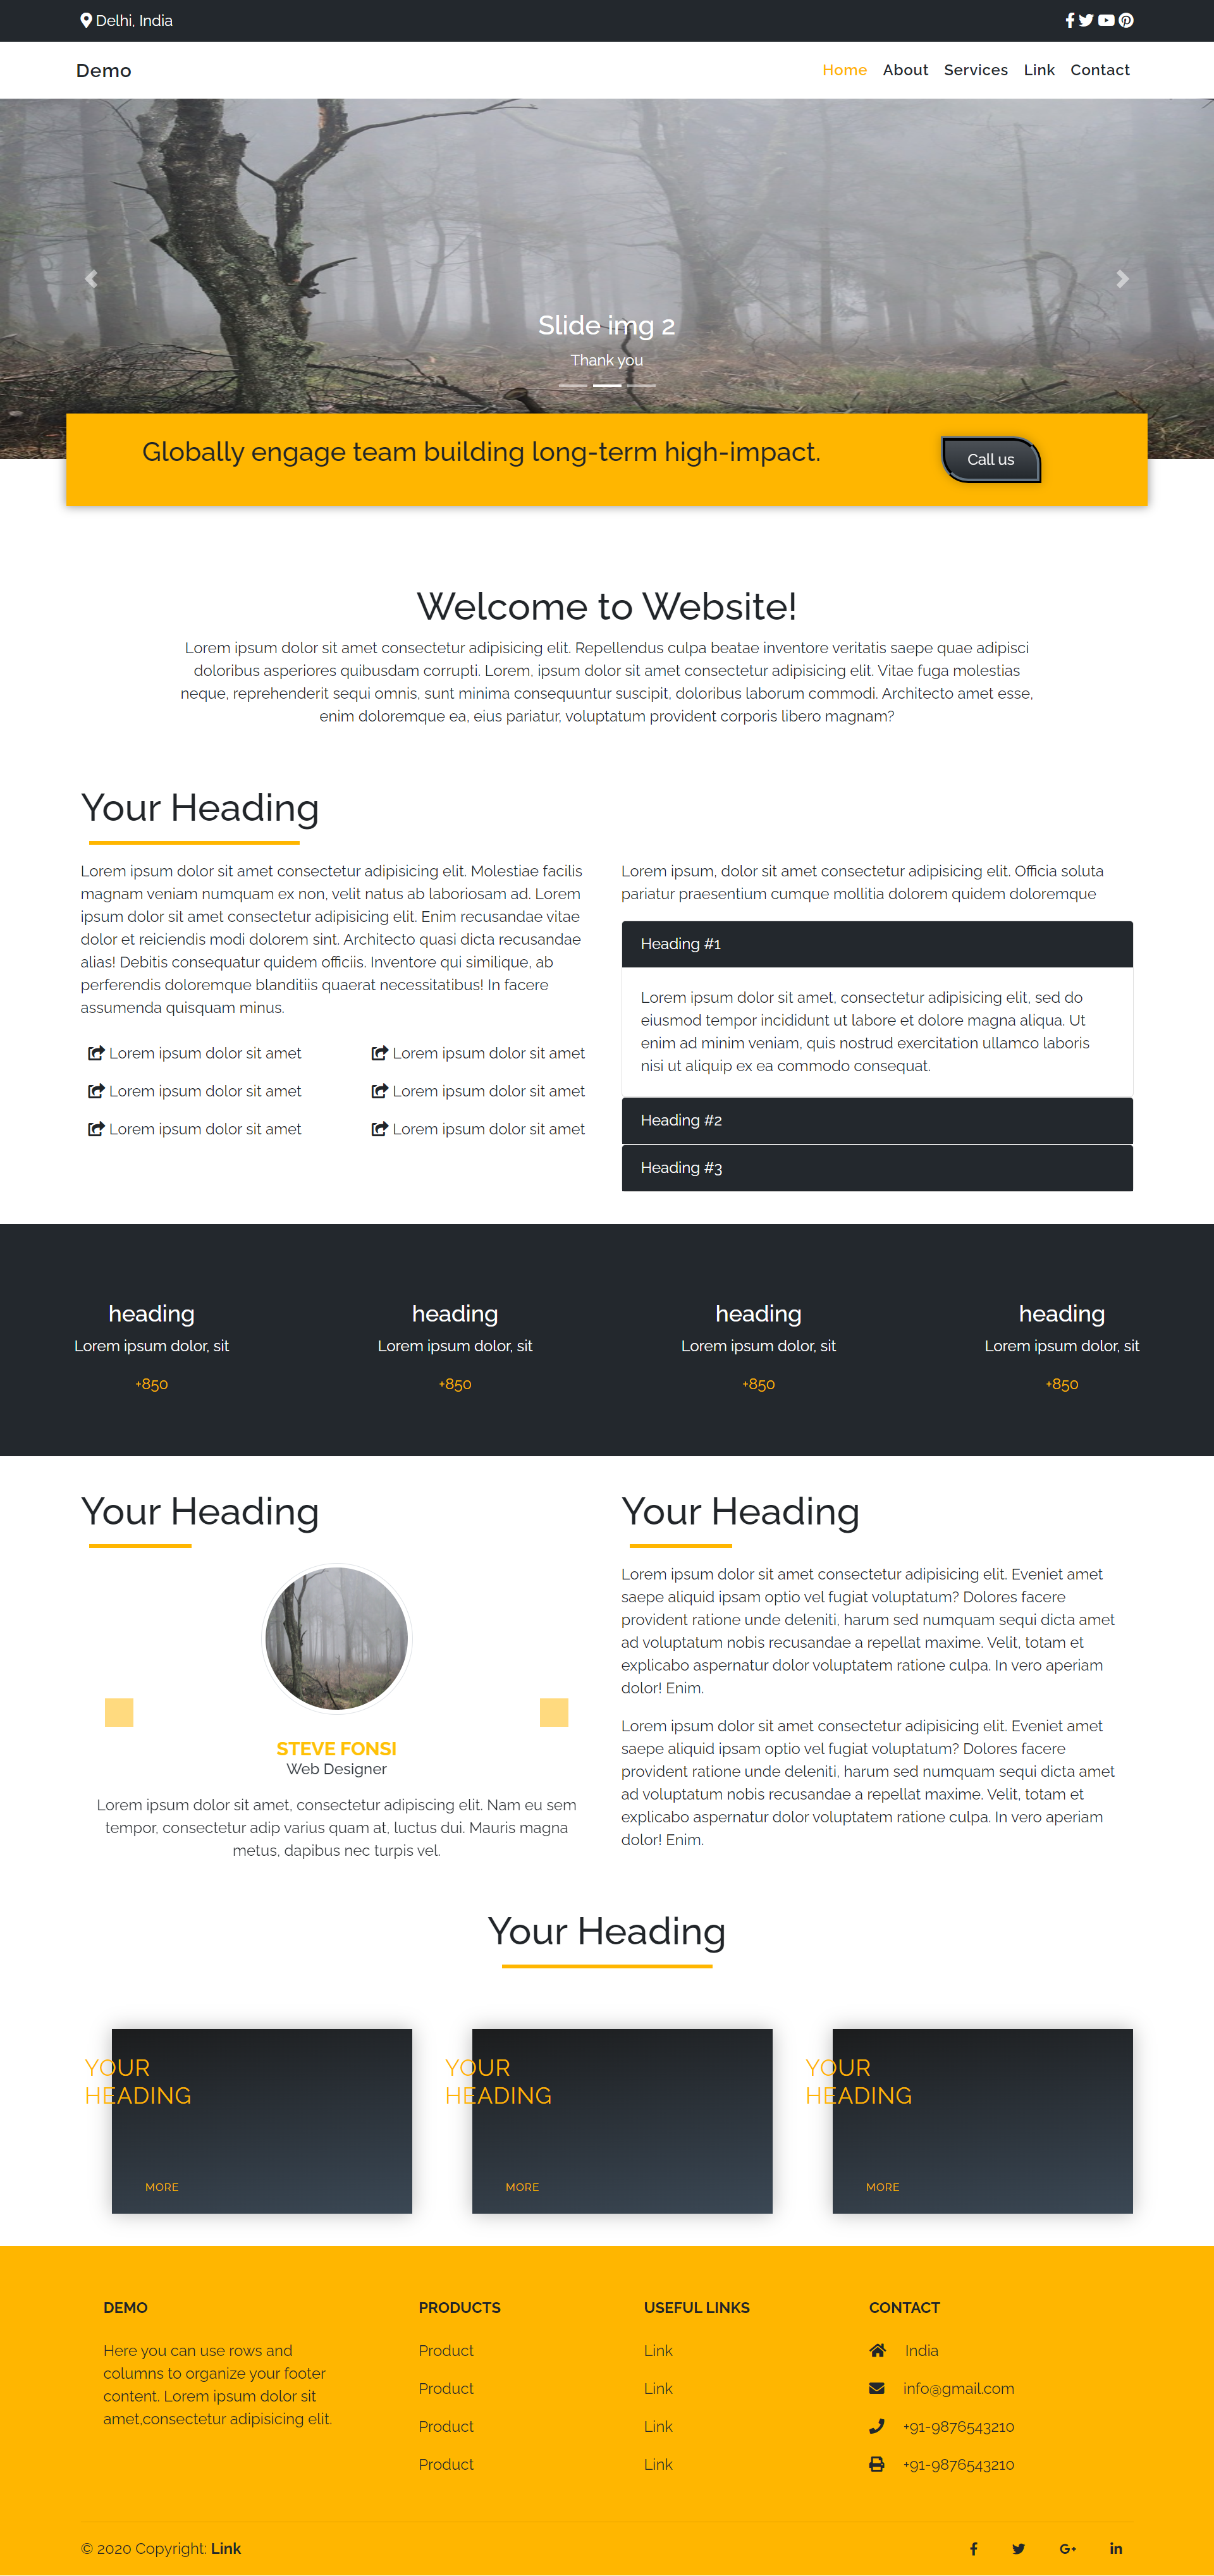 Delhi, India
Demo
Home About Services Link Contact
Slide img 2
Thank you
Globally engage team building long-term high-impact.
Call us
Welcome to Website!
Lorem ipsum dolor sit amet consectetur adipisicing elit. Repellendus culpa beatae inventore veritatis saepe quae adipisci
doloribus asperiores quibusdam corrupti. Lorem, ipsum dolor sit amet consectetur adipisicing elit. Vitae fuga molestias
neque, reprehenderit sequi omnis, sunt minima consequuntur suscipit, doloribus laborum commodi. Architecto amet esse,
enim doloremque ea, eius pariatur, voluptatum provident corporis libero magnam?
Your Heading
Lorem ipsum dolor sit amet consectetur adipisicing elit. Molestiae facilis
magnam veniam numquam ex non, velit natus ab laboriosam ad. Lorem
ipsum dolor sit amet consectetur adipisicing elit. Enim recusandae vitae
dolor et reiciendis modi dolorem sint. Architecto quasi dicta recusandae
alias! Debitis consequatur quidem officiis. Inventore qui similique, ab
perferendis doloremque blanditiis quaerat necessitatibus! In facere
assumenda quisquam minus.
Lorem ipsum dolor sit amet
Lorem ipsum dolor sit amet
Lorem ipsum dolor sit amet
Lorem ipsum dolor sit amet
Lorem ipsum dolor sit amet
Lorem ipsum dolor sit amet
Lorem ipsum, dolor sit amet consectetur adipisicing elit. Officia soluta
pariatur praesentium cumque mollitia dolorem quidem doloremque
Heading #1
Lorem ipsum dolor sit amet, consectetur adipisicing elit, sed do
eiusmod tempor incididunt ut labore et dolore magna aliqua. Ut
enim ad minim veniam, quis nostrud exercitation ullamco laboris
nisi ut aliquip ex ea commodo consequat.
Heading #2
Heading #3
heading
Lorem ipsum dolor, sit
+850
heading
Lorem ipsum dolor, sit
+850
heading
Lorem ipsum dolor, sit
+850
heading
Lorem ipsum dolor, sit
+850
Your Heading
STEVE FONSI
Web Designer
Lorem ipsum dolor sit amet, consectetur adipiscing elit. Nam eu sem
tempor, consectetur adip varius quam at, luctus dui. Mauris magna
metus, dapibus nec turpis vel.
Your Heading
Lorem ipsum dolor sit amet consectetur adipisicing elit. Eveniet amet
saepe aliquid ipsam optio vel fugiat voluptatum? Dolores facere
provident ratione unde deleniti, harum sed numquam sequi dicta amet
ad voluptatum nobis recusandae a repellat maxime. Velit, totam et
explicabo aspernatur dolor voluptatem ratione culpa. In vero aperiam
dolor! Enim.
Lorem ipsum dolor sit amet consectetur adipisicing elit. Eveniet amet
saepe aliquid ipsam optio vel fugiat voluptatum? Dolores facere
provident ratione unde deleniti, harum sed numquam sequi dicta amet
ad voluptatum nobis recusandae a repellat maxime. Velit, totam et
explicabo aspernatur dolor voluptatem ratione culpa. In vero aperiam
dolor! Enim.
Your Heading
YOUR
HEADING
MORE
YOUR
HEADING
MORE
YOUR
HEADING
MORE
DEMO
Here you can use rows and
columns to organize your footer
content. Lorem ipsum dolor sit
amet,consectetur adipisicing elit.
PRODUCTS
Product
Product
Product
Product
USEFUL LINKS
Link
Link
Link
Link
CONTACT
India
info@gmail.com
+91-9876543210
+91-9876543210
© 2020 Copyright: Link